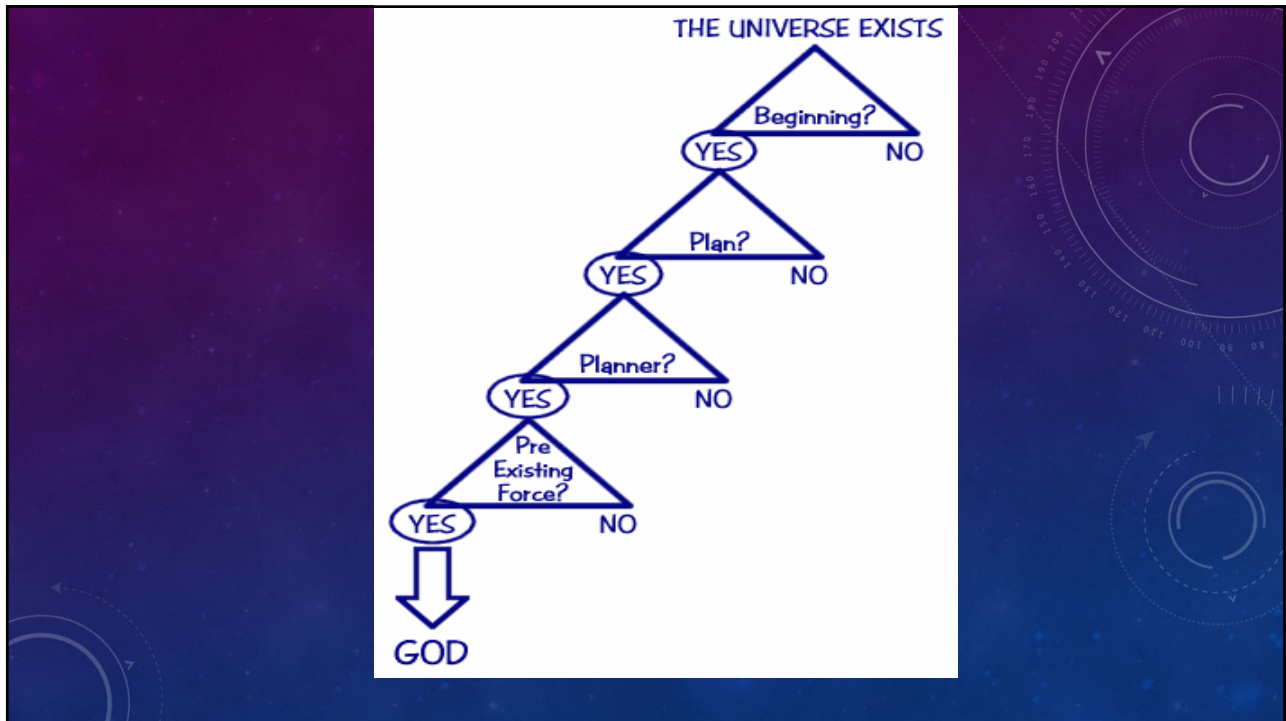 THE UNIVERSE EXISTS
Beginning?
YES
NO
Plan?
YES
NO
Planner?
YES
NO
Pre
Existing
Force?
YES
NO
GOD